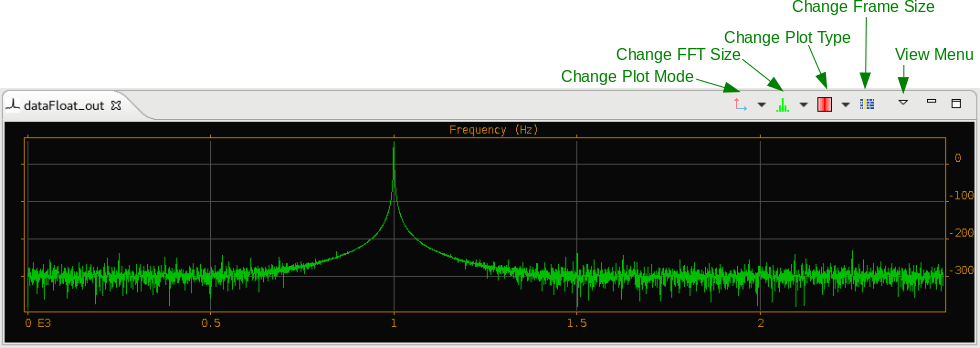 Change Frame Size
Change Plot Type
Change FFT Size
View Menu
Change Plot Mode
dataFloat_out
Frequency (Hz)
0
-100
-200
-300
0 E3 0.5 1 1.5 2